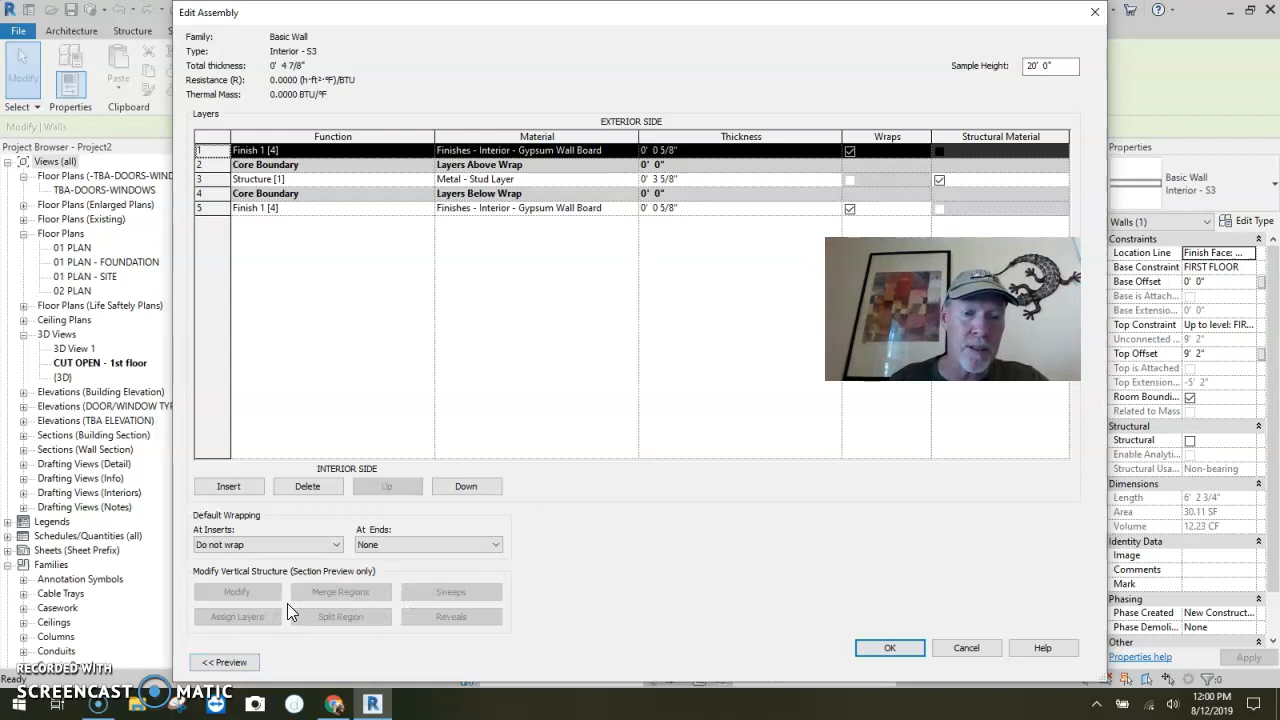 Edit Assembly
File
Architecture
Structure
Modify
Select
Properties
Paste
Clipboard
Modify | Walls
Project Browser - Project2
Views (all)
Floor Plans (-TBA-DOORS-WIND
TBA-DOORS-WINDOWS
Floor Plans (Enlarged Plans)
Floor Plans (Existing)
Floor Plans
01 PLAN
01 PLAN - FOUNDATION
01 PLAN - SITE
02 PLAN
Floor Plans (Life Saftely Plans)
Ceiling Plans
3D Views
3D View 1
CUT OPEN - 1st floor
(3D)
Elevations (Building Elevation)
Elevations (DOOR/WINDOW TYP
Elevations (TBA ELEVATION)
Sections (Building Section)
Sections (Wall Section)
Drafting Views (Detail)
Drafting Views (Info)
Drafting Views (Interiors)
Drafting Views (Notes)
Legends
Schedules/Quantities (all)
Sheets (Sheet Prefix)
Families
Annotation Symbols
Cable Trays
Casework
Ceilings
Columns
Conduits
Ready
Family: Basic Wall
Type: Interior - S3
Total thickness: 0' 4 7/8"
Resistance (R): 0.0000 (h·ft²·°F)/BTU
Thermal Mass: 0.0000 BTU/°F
Sample Height: 20' 0"
Layers
EXTERIOR SIDE
Function Material Thickness Wraps Structural Material
1 Finish 1 [4] Finishes - Interior - Gypsum Wall Board 0' 0 5/8"
2 Core Boundary Layers Above Wrap 0' 0"
3 Structure [1] Metal - Stud Layer 0' 3 5/8"
4 Core Boundary Layers Below Wrap 0' 0"
5 Finish 1 [4] Finishes - Interior - Gypsum Wall Board 0' 0 5/8"
INTERIOR SIDE
Insert Delete Up Down
Default Wrapping
At Inserts: At Ends:
Do not wrap None
Modify Vertical Structure (Section Preview only)
Modify Merge Regions Sweeps
Assign Layers Split Region Reveals
<< Preview
OK Cancel Help
Properties
Basic Wall
Interior - S3
Walls (1) Edit Type
Constraints
Location Line Finish Face: ...
Base Constraint FIRST FLOOR
Base Offset 0' 0"
Base is Attach...
Base Extensio... 0' 0"
Top Constraint Up to level: FIR...
Unconnected ... 9' 2"
Top Offset 9' 2"
Top is Attached
Top Extension... -5' 2"
Room Boundi...
Related to Mass
Structural
Structural
Enable Analyti...
Structural Usa... Non-bearing
Dimensions
Length 6' 2 3/4"
Area 30.11 SF
Volume 12.23 CF
Identity Data
Image
Comments
Mark
Phasing
Phase Created New Construct...
Phase Demoli... None
Other
Properties help Apply
:0
RECORDED WITH
SCREENCAST MATIC
12:00 PM
8/12/2019